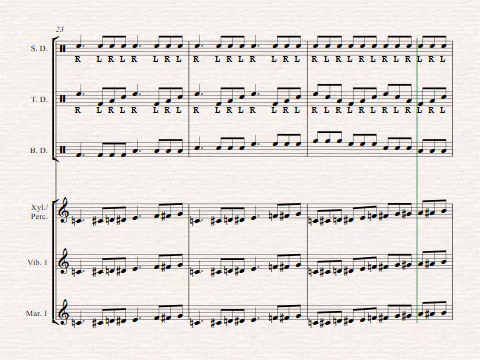 23
S. D.
R L R L R L R L R L R L R L R L R L R L R L R L R L R L
T. D.
R L R L R L R L R L R L R L R L R L R L R L R L R L R L
B. D.
Xyl./
Perc.
Vib. 1
Mar. 1